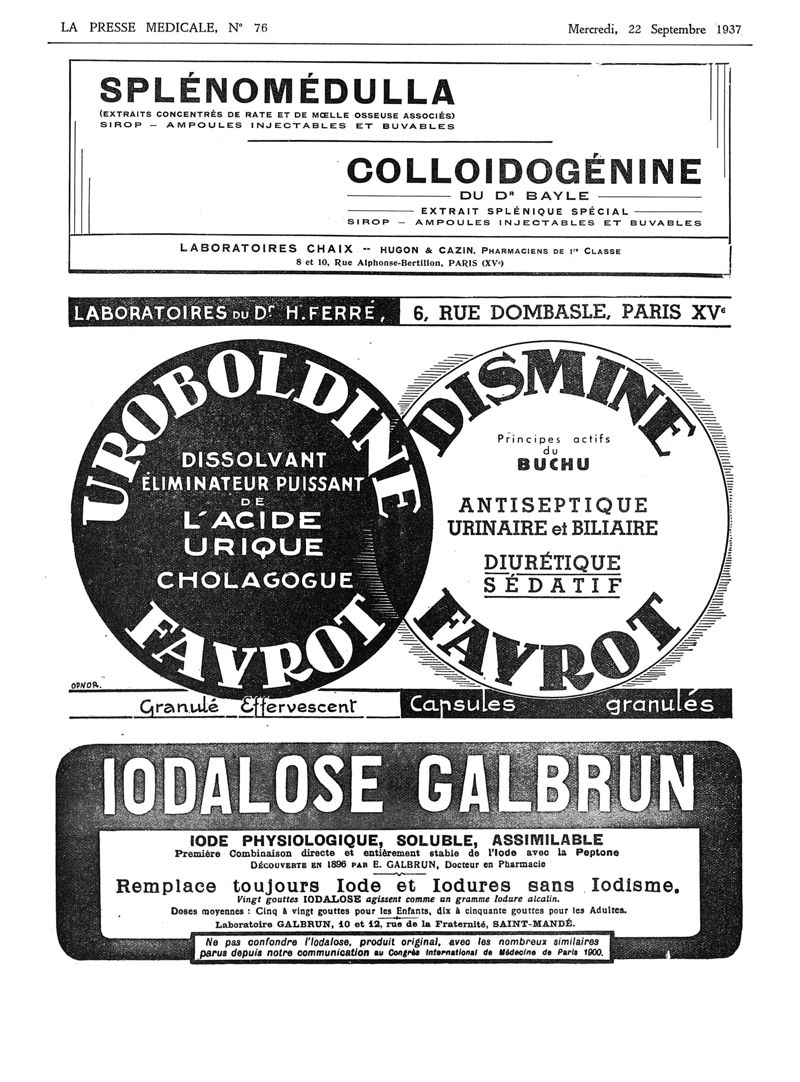 LA PRESSE MEDICALE, N° 76
Mercredi, 22 Septembre 1937
SPLÉNOMÉDULLA
(EXTRAITS CONCENTRÉS DE RATE ET DE MŒLLE OSSEUSE ASSOCIÉS)
SIROP – AMPOULES INJECTABLES ET BUVABLES
COLLOIDOGÉNINE
DU Dʳ BAYLE
EXTRAIT SPLÉNIQUE SPÉCIAL
SIROP – AMPOULES INJECTABLES ET BUVABLES
LABORATOIRES CHAIX -- HUGON & CAZIN, PHARMACIENS DE 1ʳᵉ CLASSE
8 et 10, Rue Alphonse-Bertillon, PARIS (XVᵉ)
LABORATOIRES DU Dʳ H. FERRÉ, 6, RUE DOMBASLE, PARIS XVᵉ
UROBOLDINE
DISSOLVANT
ÉLIMINATEUR PUISSANT
DE
L'ACIDE
URIQUE
CHOLAGOGUE
FAVROT
OPNOR.
Granulé Effervescent
DISMINE
Principes actifs
du
BUCHU
ANTISEPTIQUE
URINAIRE et BILIAIRE
DIURÉTIQUE
SÉDATIF
FAVROT
Capsules granulés
IODALOSE GALBRUN
IODE PHYSIOLOGIQUE, SOLUBLE, ASSIMILABLE
Première Combinaison directe et entièrement stable de l'Iode avec la Peptone
DÉCOUVERTE EN 1896 PAR E. GALBRUN, Docteur en Pharmacie
Remplace toujours Iode et Iodures sans Iodisme.
Vingt gouttes IODALOSE agissent comme un gramme Iodure alcalin.
Doses moyennes : Cinq à vingt gouttes pour les Enfants, dix à cinquante gouttes pour les Adultes.
Laboratoire GALBRUN, 10 et 12, rue de la Fraternité, SAINT-MANDÉ.
Ne pas confondre l'Iodalose, produit original, avec les nombreux similaires
parus depuis notre communication au Congrès International de Médecine de Paris 1900.